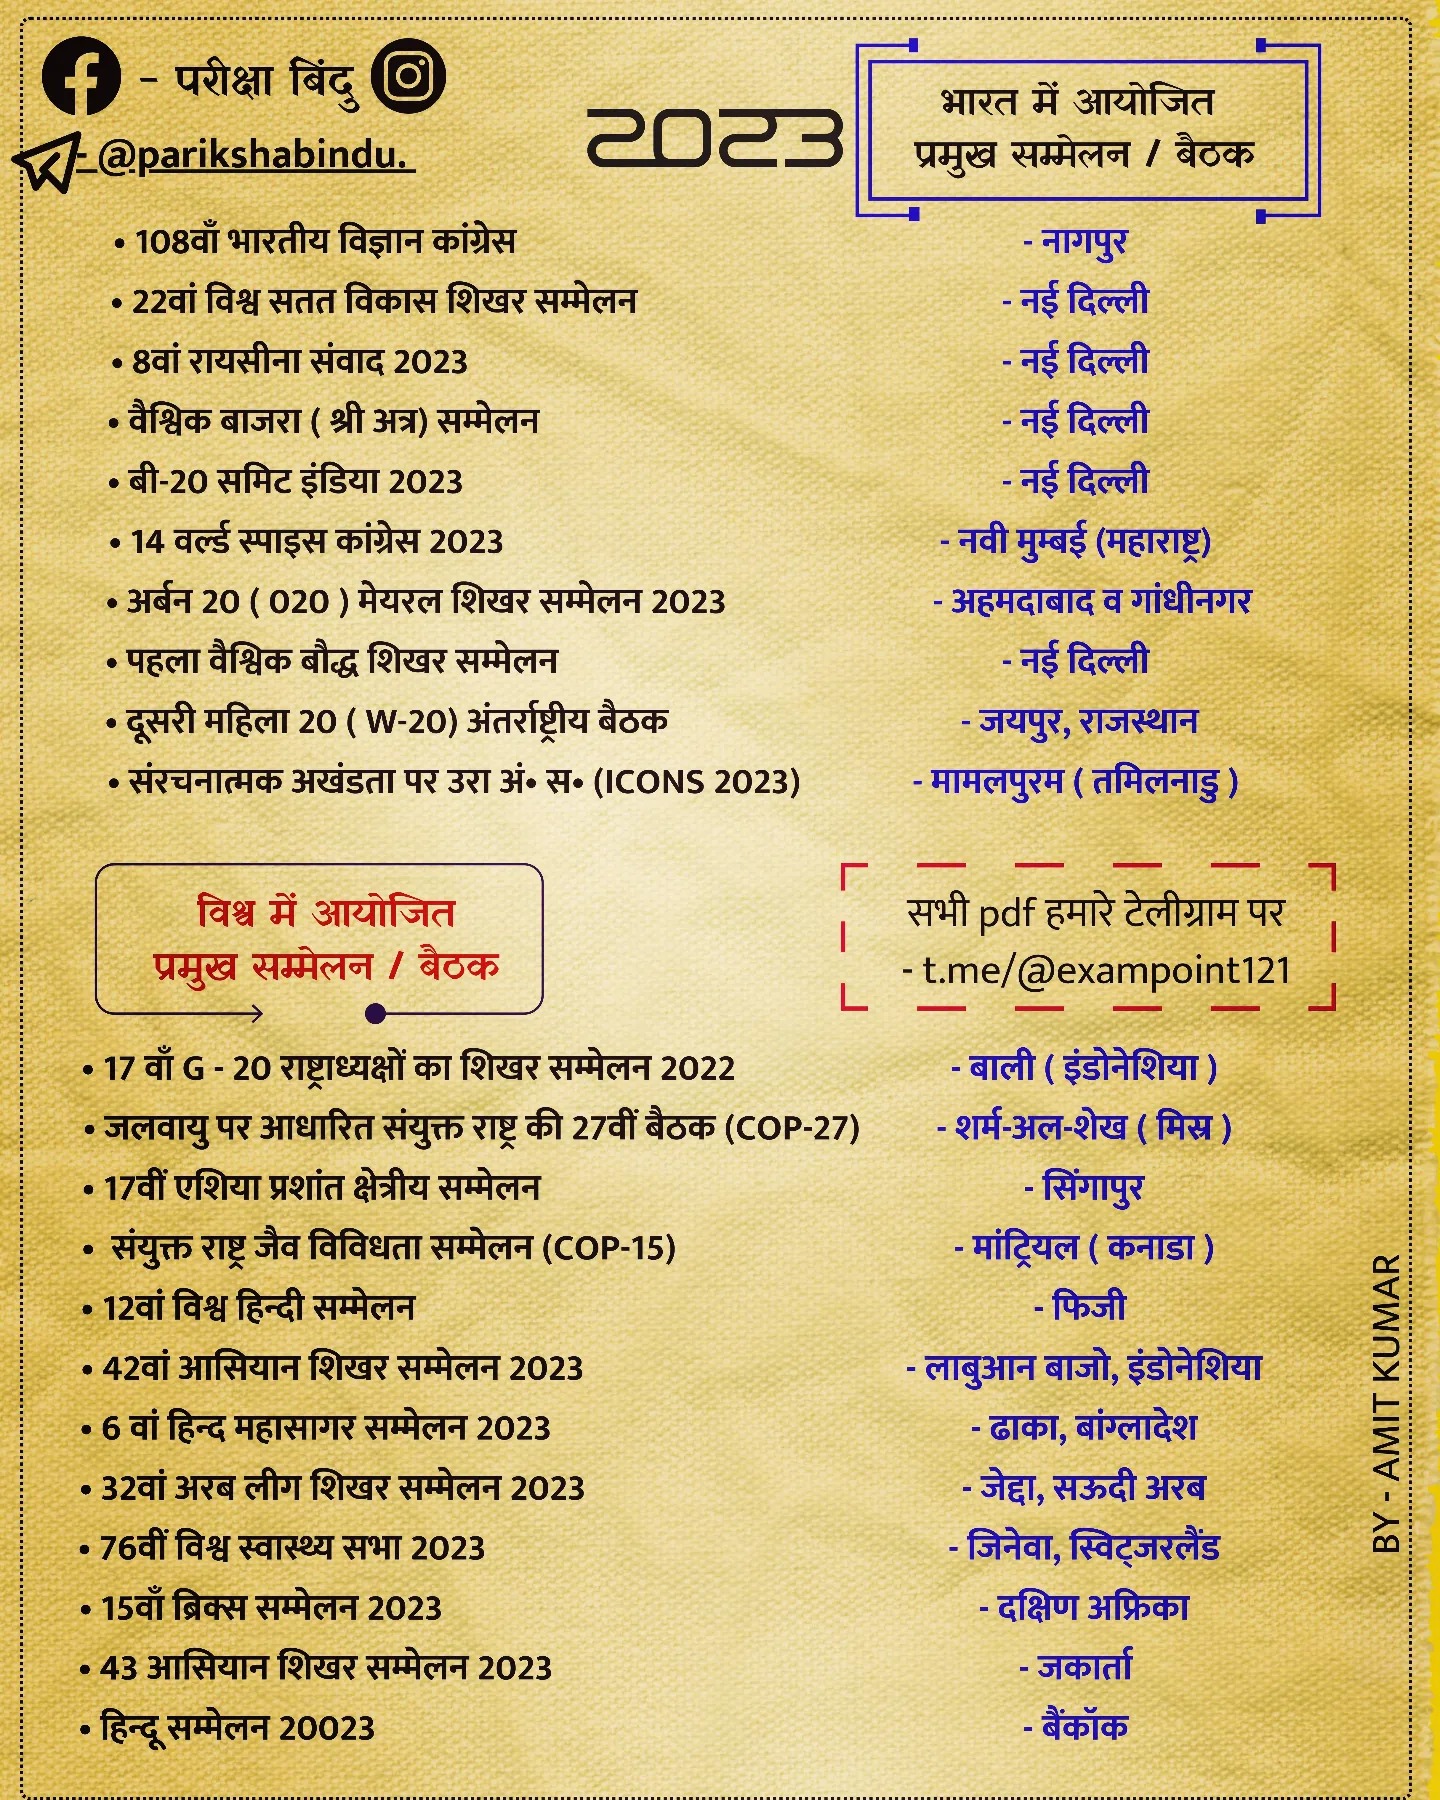 - परीक्षा बिंदु
- @parikshabindu.
2023
भारत में आयोजित
प्रमुख सम्मेलन / बैठक
• 108वाँ भारतीय विज्ञान कांग्रेस - नागपुर
• 22वां विश्व सतत विकास शिखर सम्मेलन - नई दिल्ली
• 8वां रायसीना संवाद 2023 - नई दिल्ली
• वैश्विक बाजरा ( श्री अत्र) सम्मेलन - नई दिल्ली
• बी-20 समिट इंडिया 2023 - नई दिल्ली
• 14 वर्ल्ड स्पाइस कांग्रेस 2023 - नवी मुम्बई (महाराष्ट्र)
• अर्बन 20 ( 020 ) मेयरल शिखर सम्मेलन 2023 - अहमदाबाद व गांधीनगर
• पहला वैश्विक बौद्ध शिखर सम्मेलन - नई दिल्ली
• दूसरी महिला 20 ( W-20) अंतर्राष्ट्रीय बैठक - जयपुर, राजस्थान
• संरचनात्मक अखंडता पर उरा अं• स• (ICONS 2023) - मामलपुरम ( तमिलनाडु )
विश्व में आयोजित
प्रमुख सम्मेलन / बैठक
सभी pdf हमारे टेलीग्राम पर
- t.me/@exampoint121
• 17 वाँ G - 20 राष्ट्राध्यक्षों का शिखर सम्मेलन 2022 - बाली ( इंडोनेशिया )
• जलवायु पर आधारित संयुक्त राष्ट्र की 27वीं बैठक (COP-27) - शर्म-अल-शेख ( मिस्र )
• 17वीं एशिया प्रशांत क्षेत्रीय सम्मेलन - सिंगापुर
• संयुक्त राष्ट्र जैव विविधता सम्मेलन (COP-15) - मांट्रियल ( कनाडा )
• 12वां विश्व हिन्दी सम्मेलन - फिजी
• 42वां आसियान शिखर सम्मेलन 2023 - लाबुआन बाजो, इंडोनेशिया
• 6 वां हिन्द महासागर सम्मेलन 2023 - ढाका, बांग्लादेश
• 32वां अरब लीग शिखर सम्मेलन 2023 - जेद्दा, सऊदी अरब
• 76वीं विश्व स्वास्थ्य सभा 2023 - जिनेवा, स्विट्जरलैंड
• 15वाँ ब्रिक्स सम्मेलन 2023 - दक्षिण अफ्रिका
• 43 आसियान शिखर सम्मेलन 2023 - जकार्ता
• हिन्दू सम्मेलन 20023 - बैंकॉक
BY - AMIT KUMAR